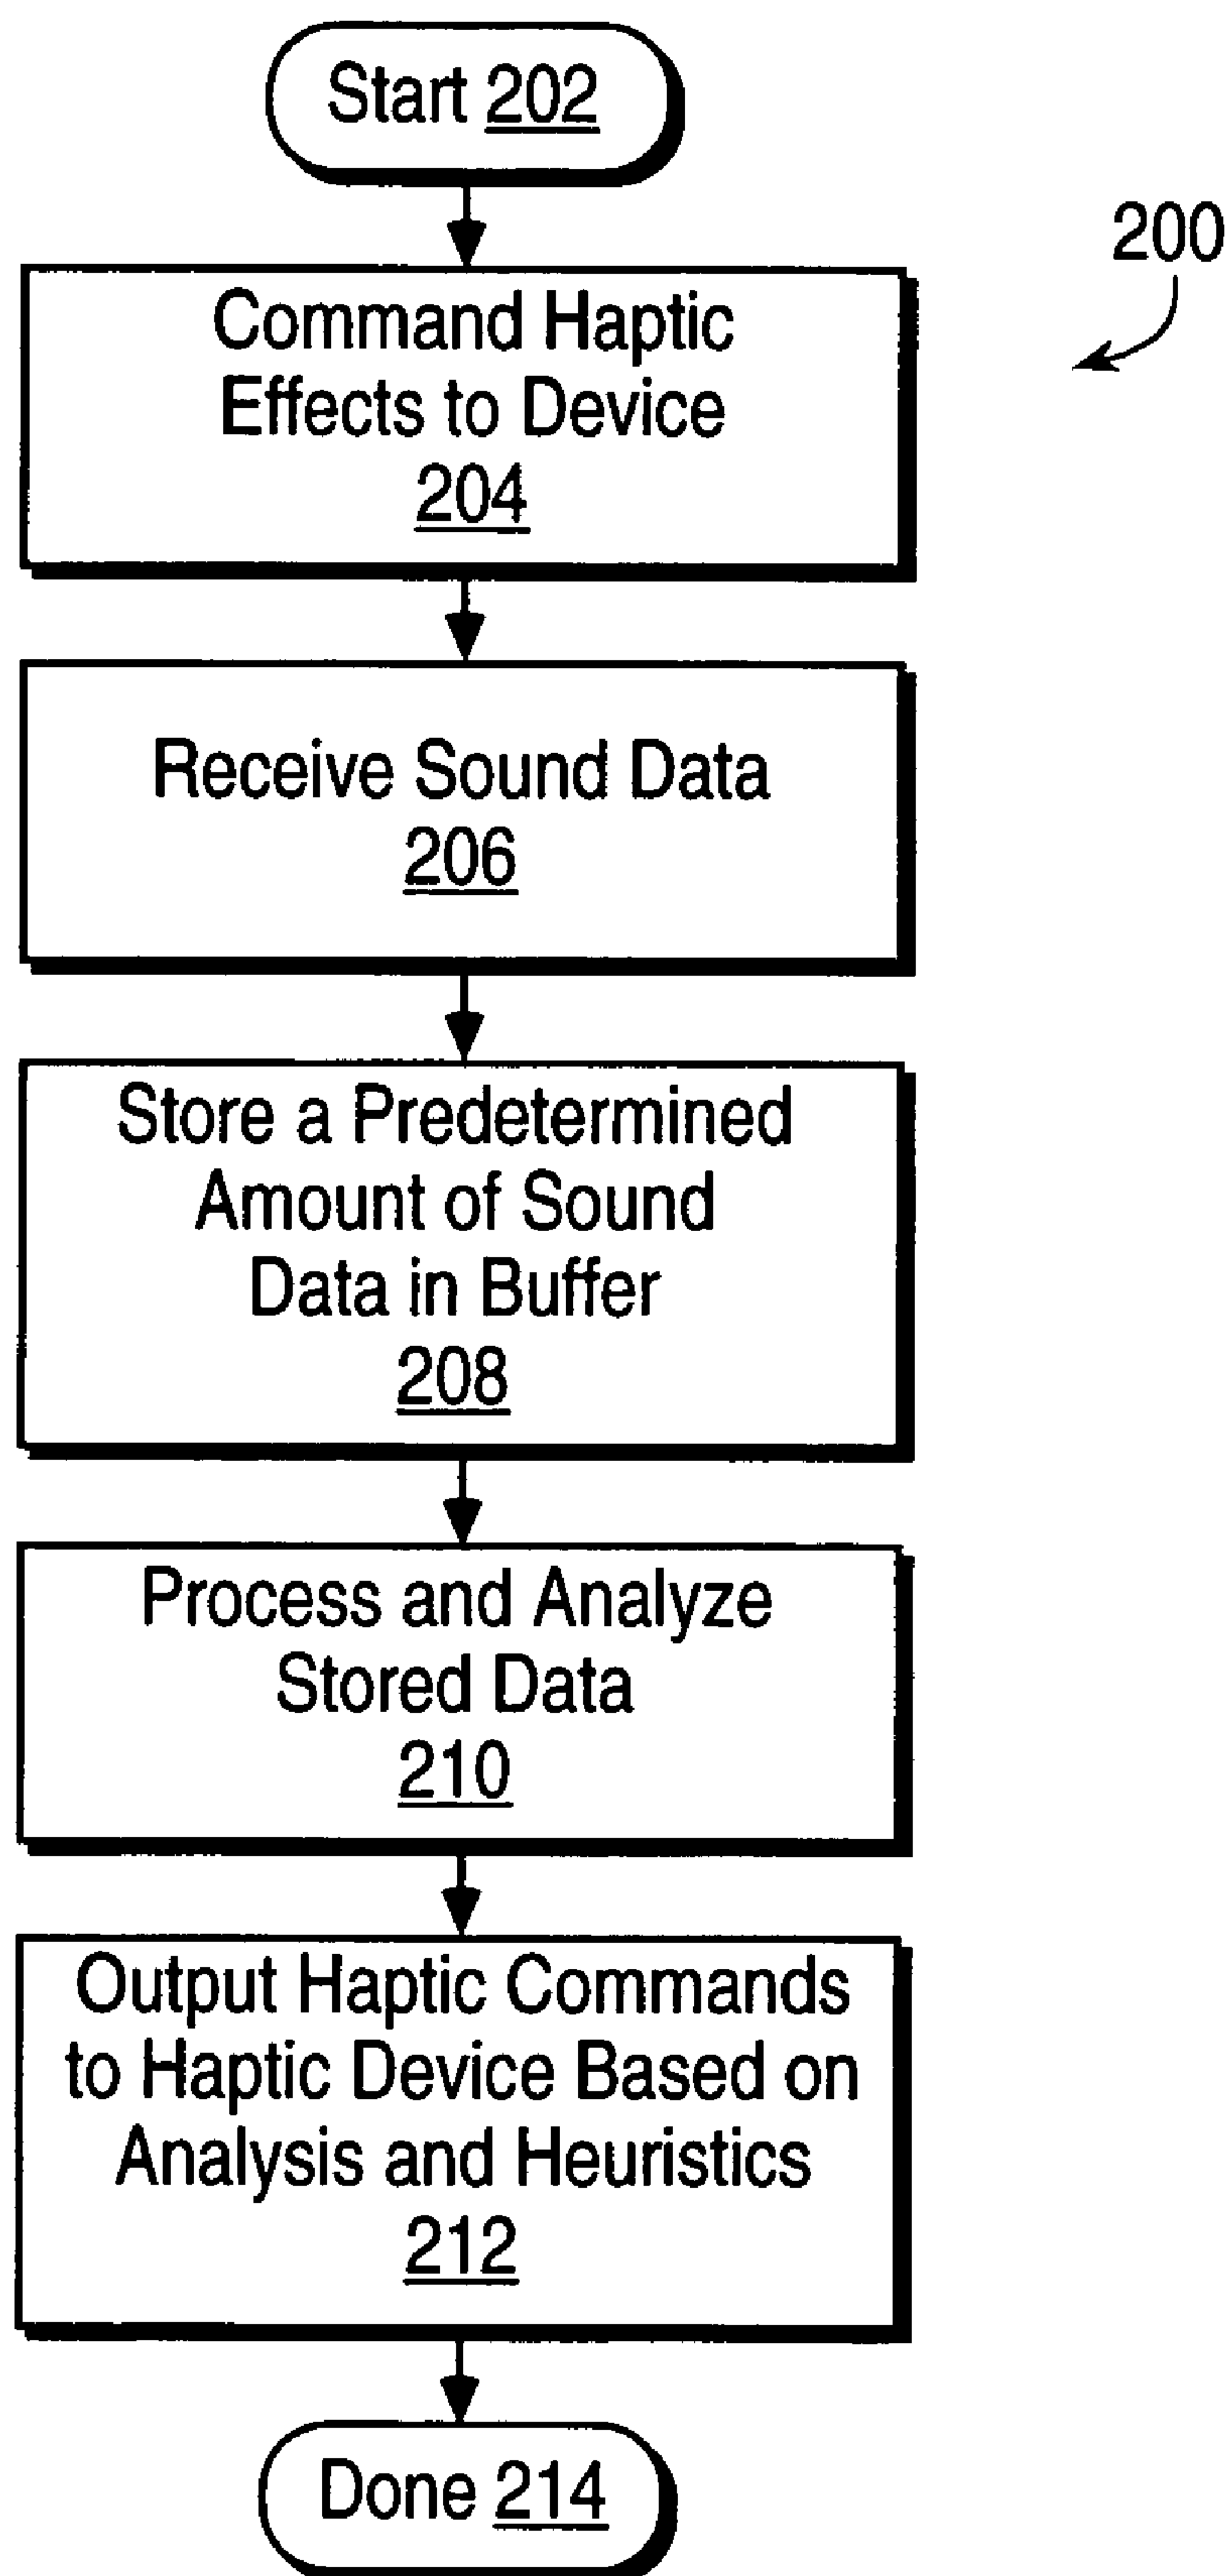 Start 202
200
Command Haptic
Effects to Device
204
Receive Sound Data
206
Store a Predetermined
Amount of Sound
Data in Buffer
208
Process and Analyze
Stored Data
210
Output Haptic Commands
to Haptic Device Based on
Analysis and Heuristics
212
Done 214